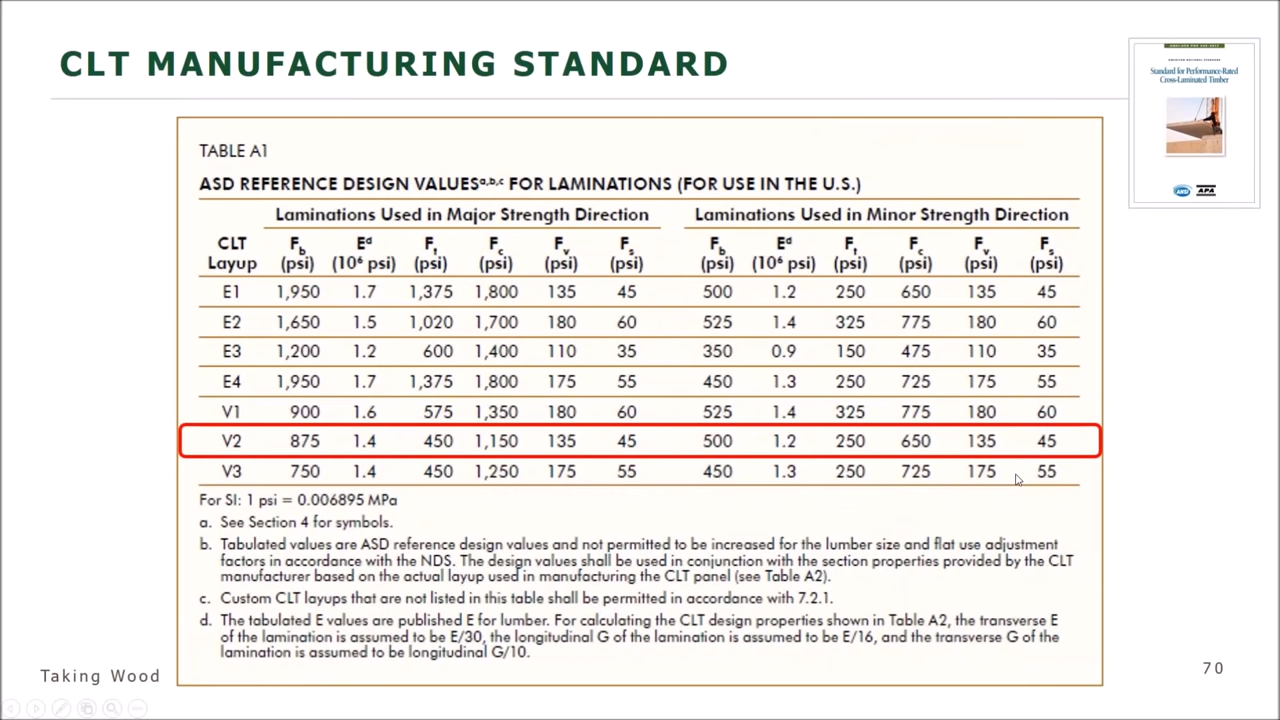 CLT MANUFACTURING STANDARD
Standard for Performance-Rated
Cross-Laminated Timber
ANSI APA
TABLE A1
ASD REFERENCE DESIGN VALUESa,b,c FOR LAMINATIONS (FOR USE IN THE U.S.)
Laminations Used in Major Strength Direction Laminations Used in Minor Strength Direction
CLT Layup Fb (psi) Ed (10⁶ psi) Ft (psi) Fc (psi) Fv (psi) Fs (psi) Fb (psi) Ed (10⁶ psi) Ft (psi) Fc (psi) Fv (psi) Fs (psi)
E1 1,950 1.7 1,375 1,800 135 45 500 1.2 250 650 135 45
E2 1,650 1.5 1,020 1,700 180 60 525 1.4 325 775 180 60
E3 1,200 1.2 600 1,400 110 35 350 0.9 150 475 110 35
E4 1,950 1.7 1,375 1,800 175 55 450 1.3 250 725 175 55
V1 900 1.6 575 1,350 180 60 525 1.4 325 775 180 60
V2 875 1.4 450 1,150 135 45 500 1.2 250 650 135 45
V3 750 1.4 450 1,250 175 55 450 1.3 250 725 175 55
For SI: 1 psi = 0.006895 MPa
a. See Section 4 for symbols.
b. Tabulated values are ASD reference design values and not permitted to be increased for the lumber size and flat use adjustment
factors in accordance with the NDS. The design values shall be used in conjunction with the section properties provided by the CLT
manufacturer based on the actual layup used in manufacturing the CLT panel (see Table A2).
c. Custom CLT layups that are not listed in this table shall be permitted in accordance with 7.2.1.
d. The tabulated E values are published E for lumber. For calculating the CLT design properties shown in Table A2, the transverse E
of the lamination is assumed to be E/30, the longitudinal G of the lamination is assumed to be E/16, and the transverse G of the
lamination is assumed to be longitudinal G/10.
Taking Wood
70